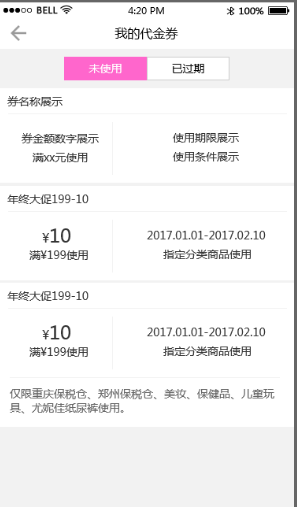 BELL 4:20 PM 100%
我的代金券
未使用 已过期
券名称展示
券金额数字展示 使用期限展示
满xx元使用 使用条件展示
年终大促199-10
¥10 2017.01.01-2017.02.10
满¥199使用 指定分类商品使用
年终大促199-10
¥10 2017.01.01-2017.02.10
满¥199使用 指定分类商品使用
仅限重庆保税仓、郑州保税仓、美妆、保健品、儿童玩
具、尤妮佳纸尿裤使用。